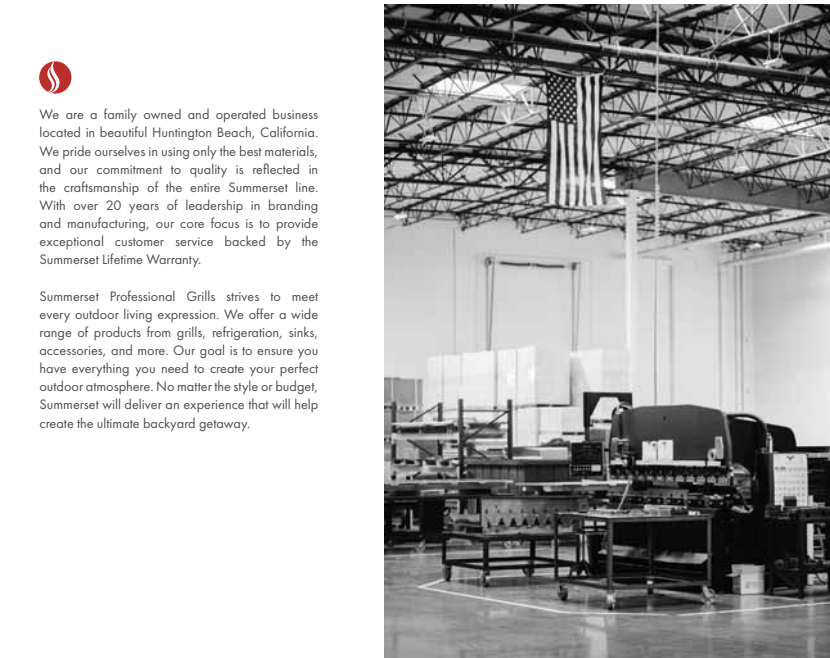 We are a family owned and operated business
located in beautiful Huntington Beach, California.
We pride ourselves in using only the best materials,
and our commitment to quality is reflected in
the craftsmanship of the entire Summerset line.
With over 20 years of leadership in branding
and manufacturing, our core focus is to provide
exceptional customer service backed by the
Summerset Lifetime Warranty.
Summerset Professional Grills strives to meet
every outdoor living expression. We offer a wide
range of products from grills, refrigeration, sinks,
accessories, and more. Our goal is to ensure you
have everything you need to create your perfect
outdoor atmosphere. No matter the style or budget,
Summerset will deliver an experience that will help
create the ultimate backyard getaway.